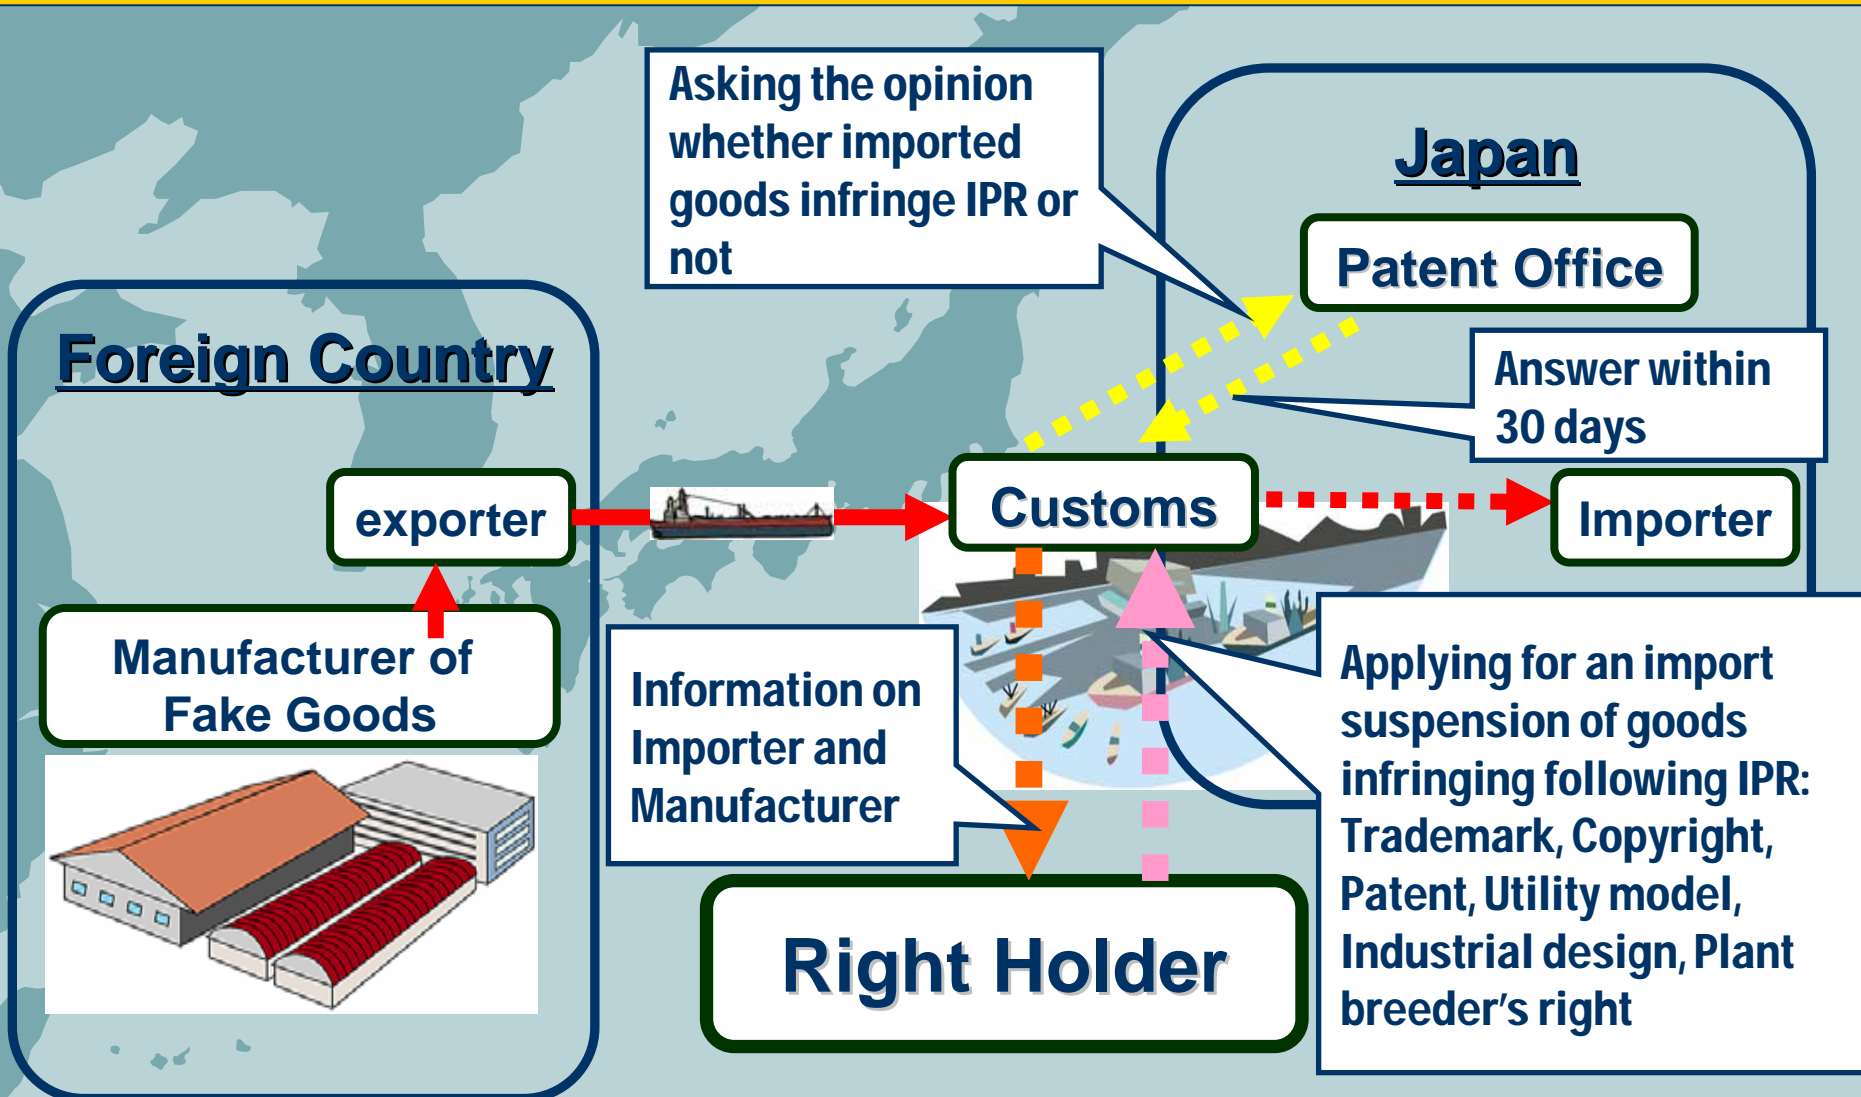 Asking the opinion
whether imported
goods infringe IPR or
not
Japan
Patent Office
Foreign Country
Answer within
30 days
exporter
Customs
Importer
Manufacturer of
Fake Goods
Information on
Importer and
Manufacturer
Applying for an import
suspension of goods
infringing following IPR:
Trademark, Copyright,
Patent, Utility model,
Industrial design, Plant
breeder's right
Right Holder